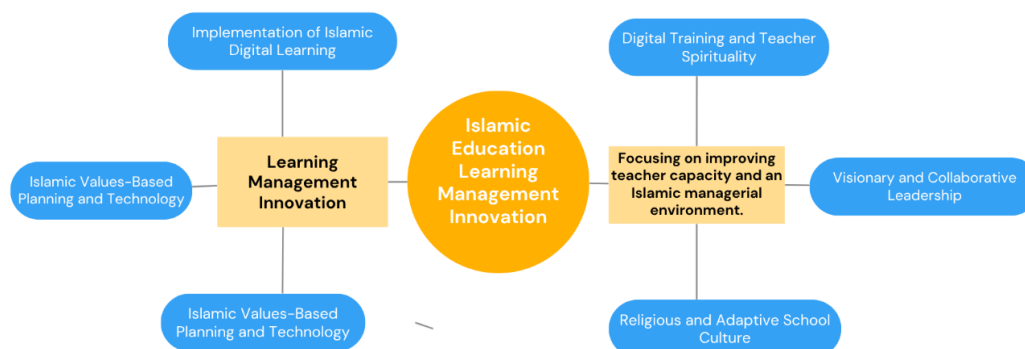 Implementation of Islamic
Digital Learning
Digital Training and Teacher
Spirituality
Islamic
Education
Learning
Management
Innovation
Learning
Management
Innovation
Focusing on improving
teacher capacity and an
Islamic managerial
environment.
Islamic Values-Based
Planning and Technology
Visionary and Collaborative
Leadership
Islamic Values-Based
Planning and Technology
Religious and Adaptive School
Culture